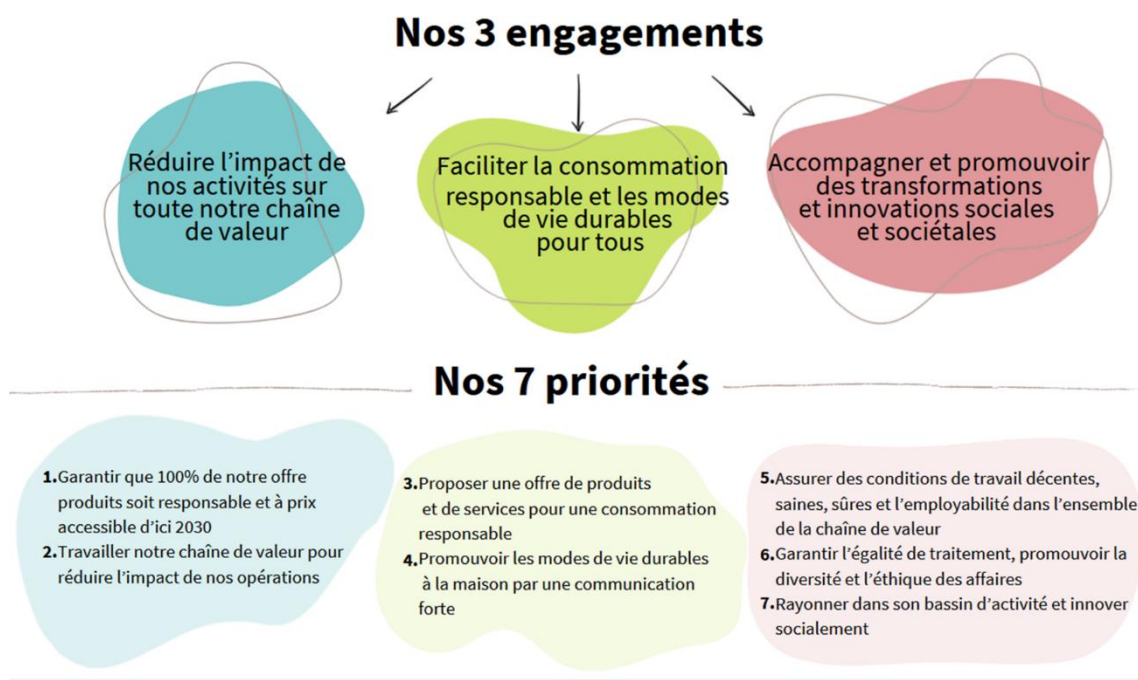 Nos 3 engagements
Réduire l'impact de
nos activités sur
toute notre chaîne
de valeur
Faciliter la consommation
responsable et les modes
de vie durables
pour tous
Accompagner et promouvoir
des transformations
et innovations sociales
et sociétales
Nos 7 priorités
1.Garantir que 100% de notre offre
produits soit responsable et à prix
accessible d'ici 2030
2.Travailler notre chaîne de valeur pour
réduire l'impact de nos opérations
3.Proposer une offre de produits
et de services pour une consommation
responsable
4.Promouvoir les modes de vie durables
à la maison par une communication
forte
5.Assurer des conditions de travail décentes,
saines, sûres et l'employabilité dans l'ensemble
de la chaîne de valeur
6.Garantir l'égalité de traitement, promouvoir la
diversité et l'éthique des affaires
7.Rayonner dans son bassin d'activité et innover
socialement